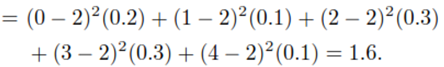 = (0 − 2)²(0.2) + (1 − 2)²(0.1) + (2 − 2)²(0.3)
+ (3 − 2)²(0.3) + (4 − 2)²(0.1) = 1.6.